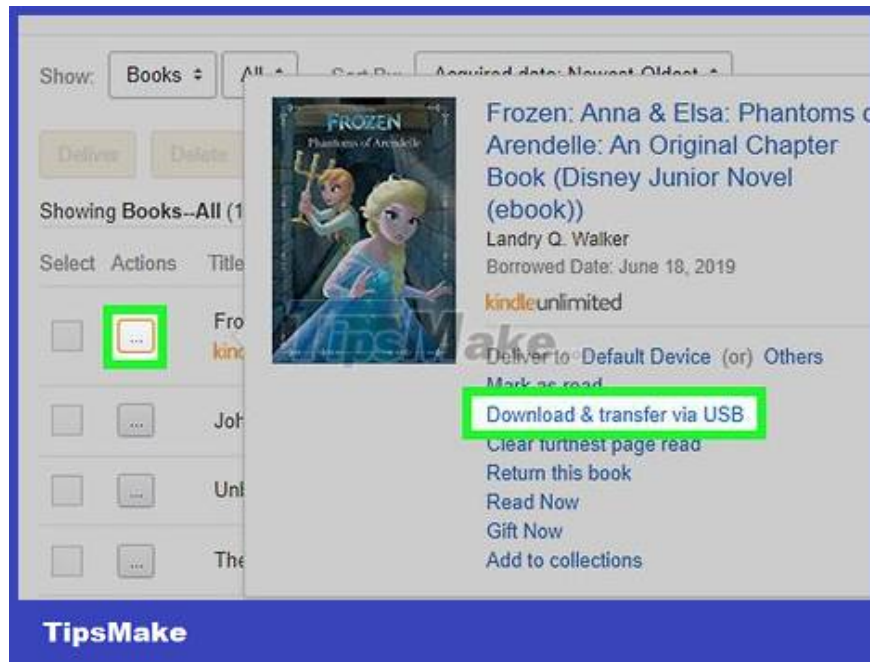 Show: Books All Sort By: Acquired date: Newest-Oldest
Deliver Delete
Showing Books--All (1
Select Actions Title
...
Fro
kind
...
Joh
...
Unl
...
The
FROZEN
Phantoms of Arendelle
Frozen: Anna & Elsa: Phantoms o
Arendelle: An Original Chapter
Book (Disney Junior Novel
(ebook))
Landry Q. Walker
Borrowed Date: June 18, 2019
kindleunlimited
TipsMake
Deliver to Default Device (or) Others
Mark as read
Download & transfer via USB
Clear furthest page read
Return this book
Read Now
Gift Now
Add to collections
TipsMake